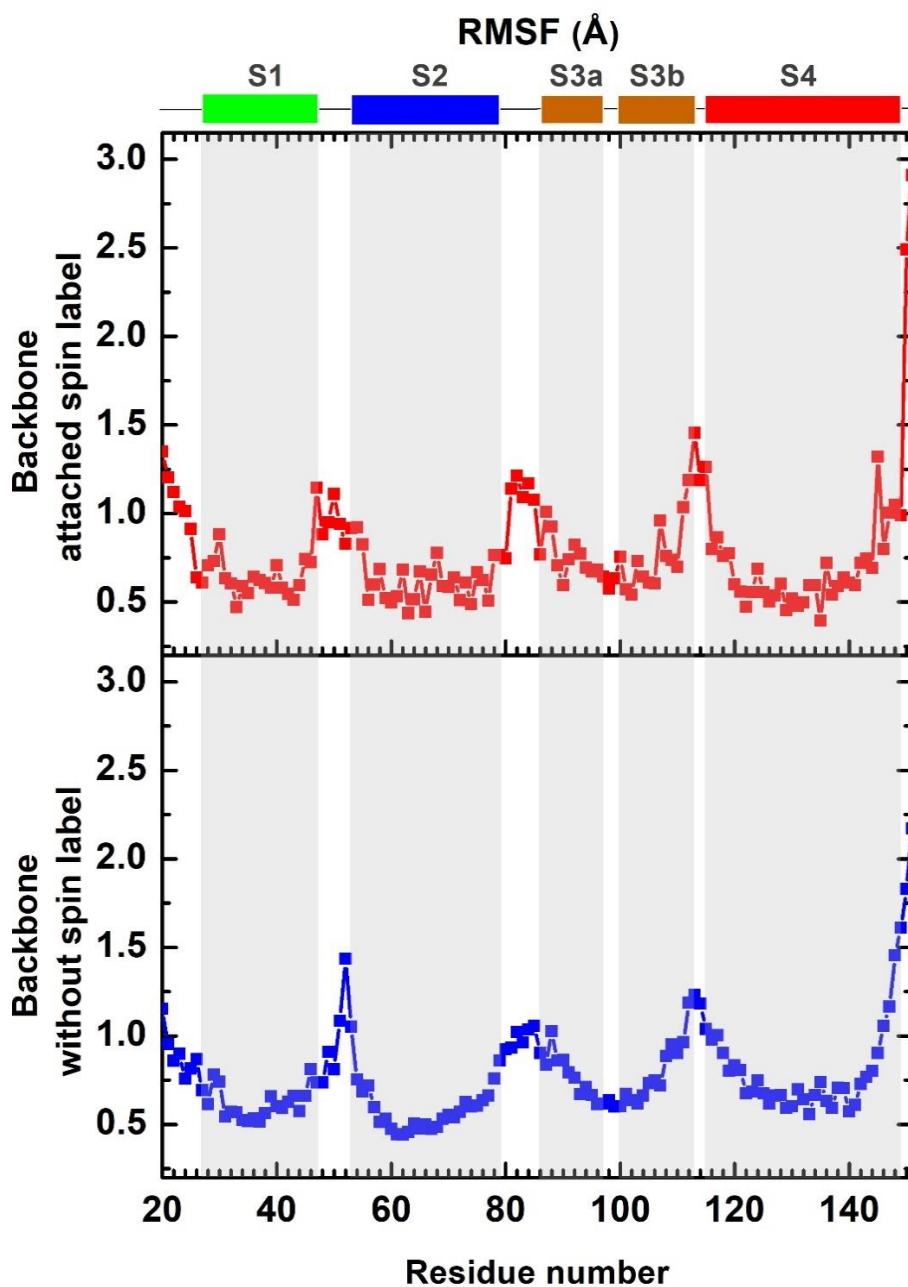 RMSF (Å)
S1 S2 S3a S3b S4
Backbone
attached spin label
3.0
2.5
2.0
1.5
1.0
0.5
Backbone
without spin label
3.0
2.5
2.0
1.5
1.0
0.5
20 40 60 80 100 120 140
Residue number